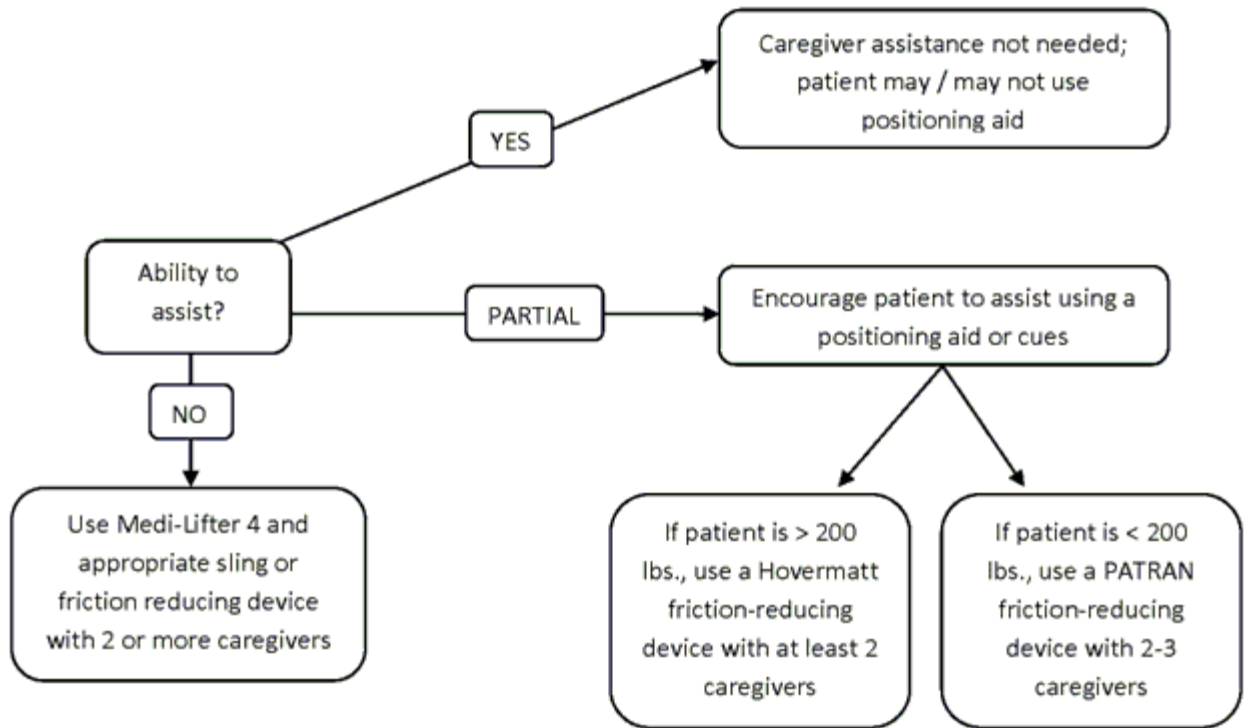 Caregiver assistance not needed;
patient may / may not use
positioning aid
YES
Ability to
assist?
PARTIAL
Encourage patient to assist using a
positioning aid or cues
NO
Use Medi-Lifter 4 and
appropriate sling or
friction reducing device
with 2 or more caregivers
If patient is > 200
lbs., use a Hovermatt
friction-reducing
device with at least 2
caregivers
If patient is < 200
lbs., use a PATRAN
friction-reducing
device with 2-3
caregivers